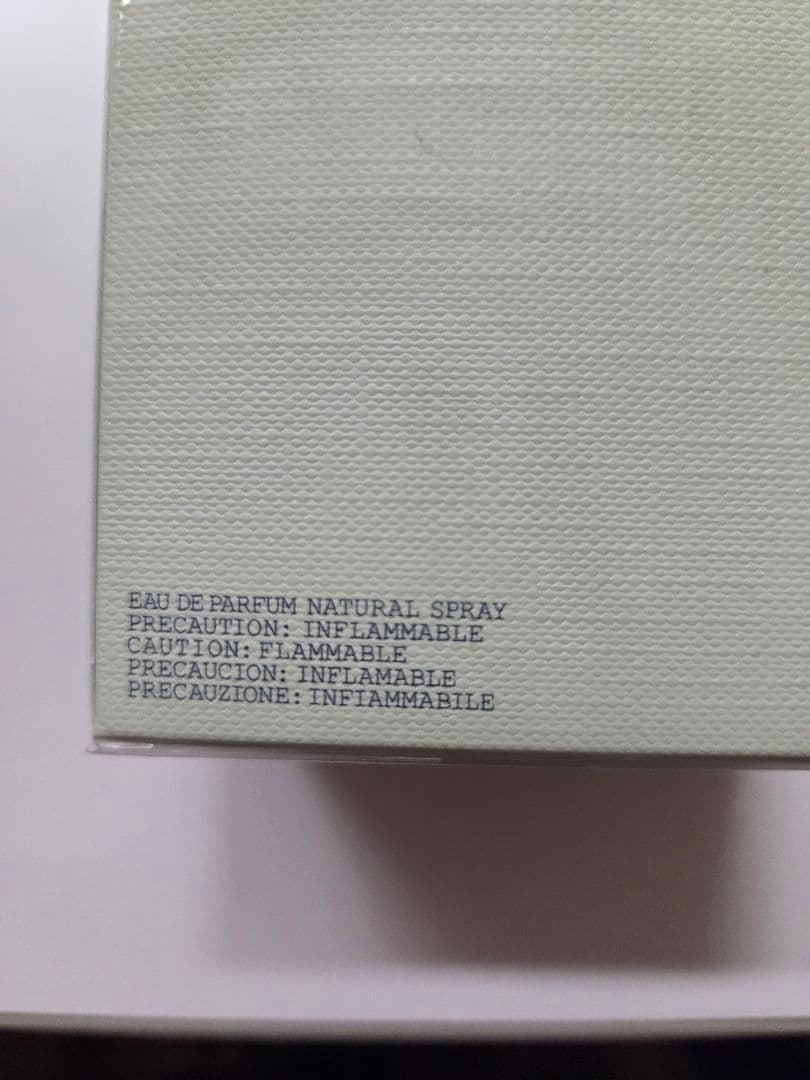 EAU DE PARFUM NATURAL SPRAY
PRECAUTION: INFLAMMABLE
CAUTION: FLAMMABLE
PRECAUCION: INFLAMABLE
PRECAUZIONE: INFIAMMABILE